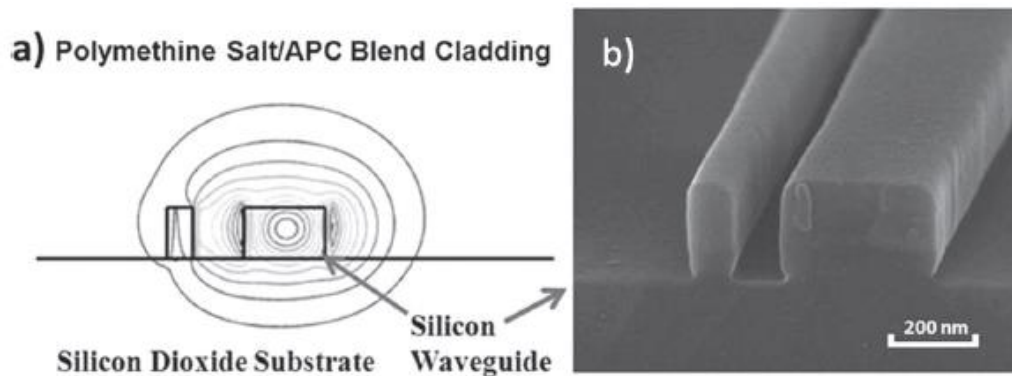 a) Polymethine Salt/APC Blend Cladding
Silicon
Waveguide
Silicon Dioxide Substrate
b)
200 nm